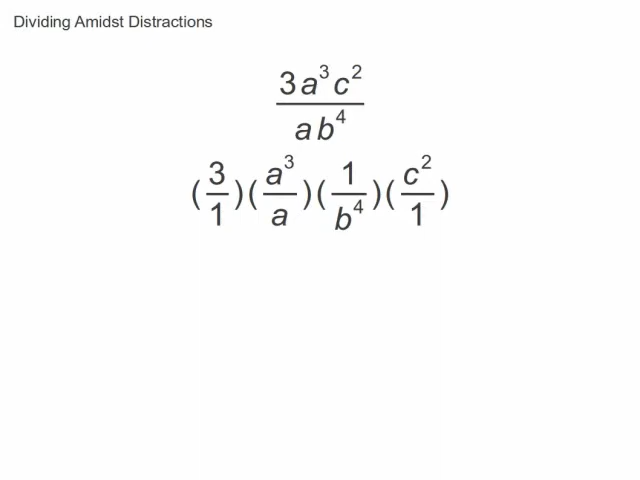 Dividing Amidst Distractions
3a³c²
ab⁴
(3/1)(a³/a)(1/b⁴)(c²/1)